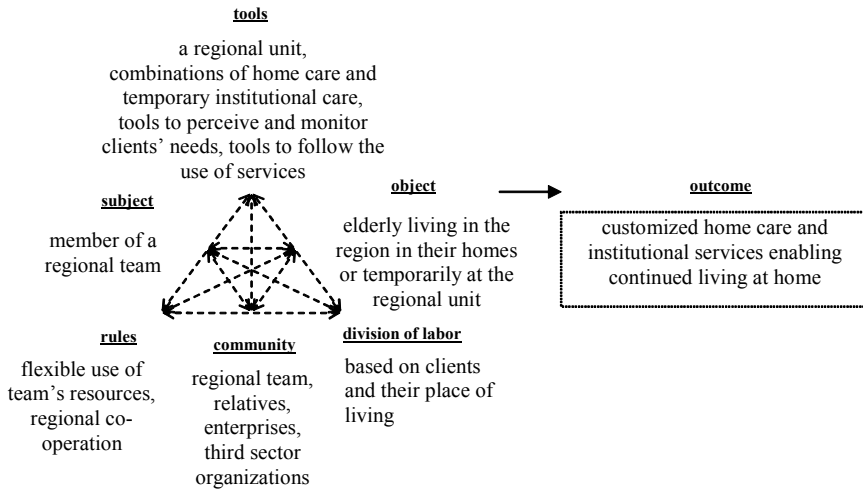 tools
a regional unit,
combinations of home care and
temporary institutional care,
tools to perceive and monitor
clients’ needs, tools to follow the
use of services
subject
member of a
regional team
object
elderly living in the
region in their homes
or temporarily at the
regional unit
outcome
customized home care and
institutional services enabling
continued living at home
rules
flexible use of
team’s resources,
regional co-
operation
community
regional team,
relatives,
enterprises,
third sector
organizations
division of labor
based on clients
and their place of
living